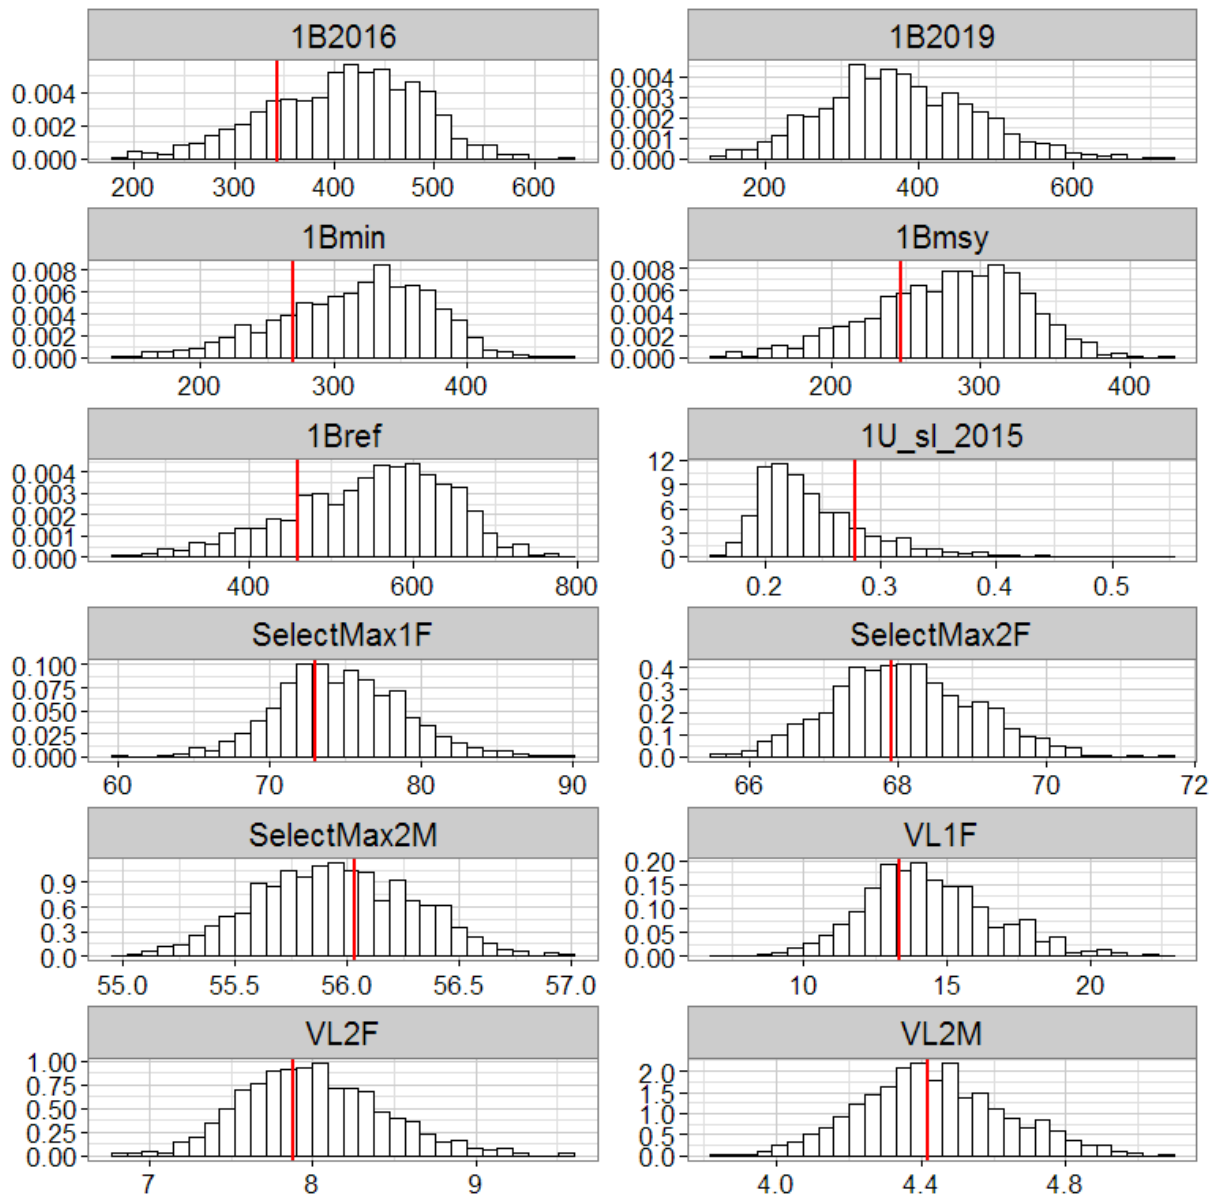 1B2016
0.004
0.002
0.000
200 300 400 500 600
1B2019
0.004
0.003
0.002
0.001
0.000
200 400 600
1Bmin
0.008
0.006
0.004
0.002
0.000
200 300 400
1Bmsy
0.008
0.006
0.004
0.002
0.000
200 300 400
1Bref
0.004
0.003
0.002
0.001
0.000
400 600 800
1U_sl_2015
12
9
6
3
0
0.2 0.3 0.4 0.5
SelectMax1F
0.100
0.075
0.050
0.025
0.000
60 70 80 90
SelectMax2F
0.4
0.3
0.2
0.1
0.0
66 68 70 72
SelectMax2M
0.9
0.6
0.3
0.0
55.0 55.5 56.0 56.5 57.0
VL1F
0.20
0.15
0.10
0.05
0.00
10 15 20
VL2F
1.00
0.75
0.50
0.25
0.00
7 8 9
VL2M
2.0
1.5
1.0
0.5
0.0
4.0 4.4 4.8